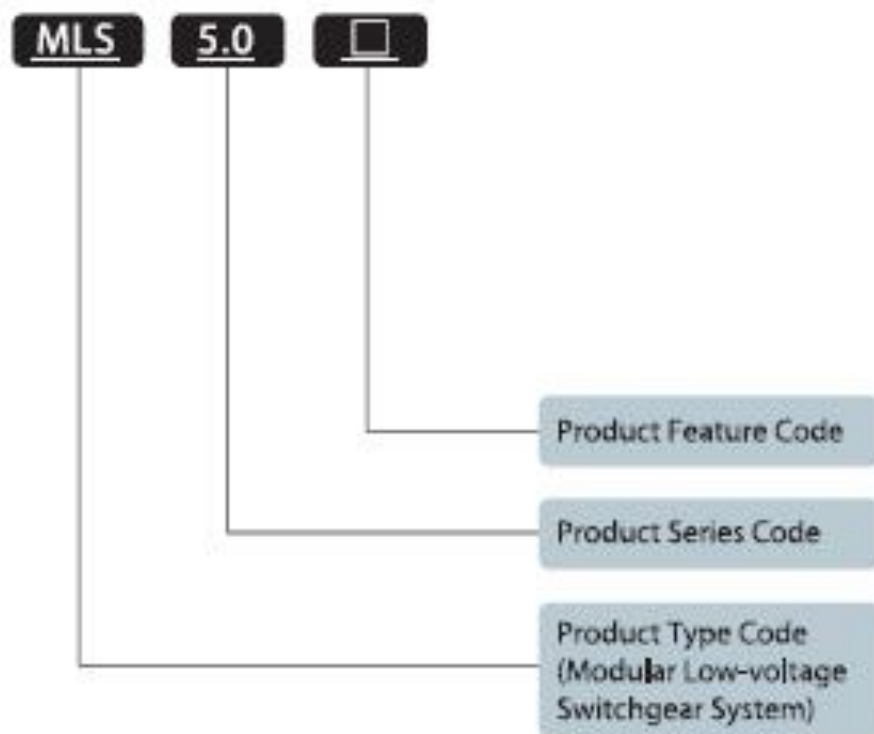 MLS 5.0 □
Product Feature Code
Product Series Code
Product Type Code
(Modular Low-voltage
Switchgear System)